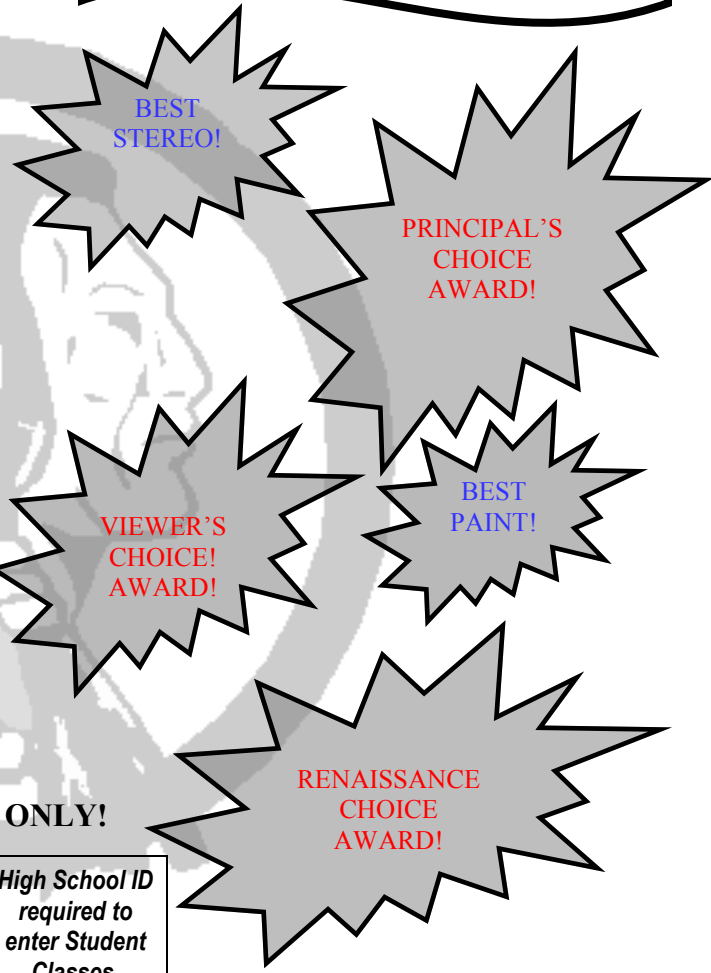 BEST
STEREO!
PRINCIPAL'S
CHOICE
AWARD!
BEST
PAINT!
VIEWER'S
CHOICE!
AWARD!
RENAISSANCE
CHOICE
AWARD!
ONLY!
High School ID
required to
enter Student
Classes